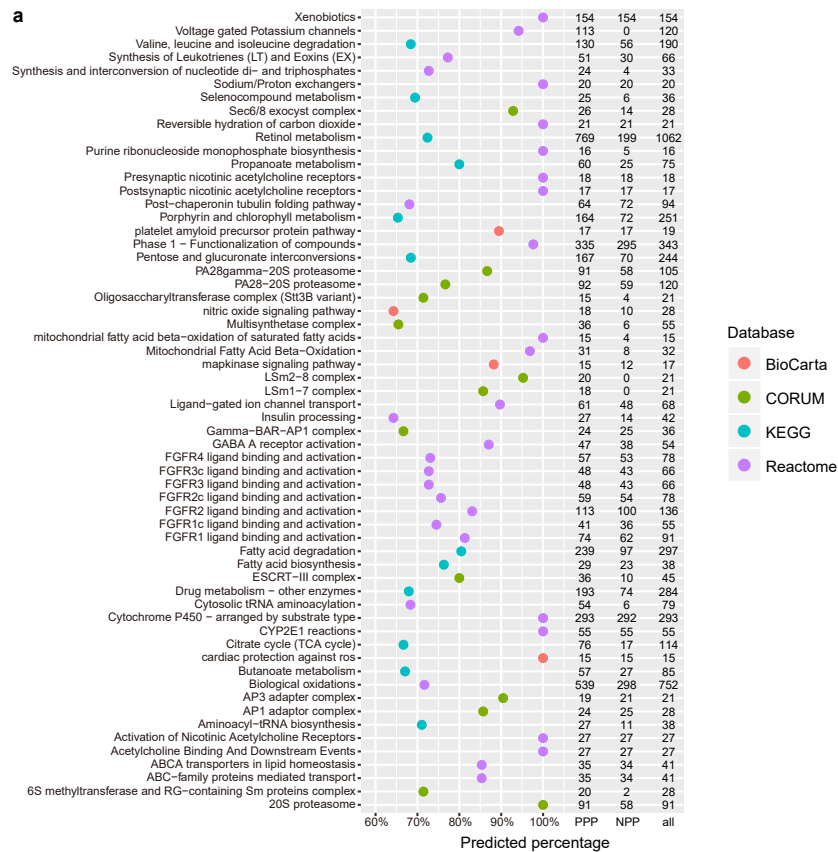 a
Xenobiotics 154 154 154
Voltage gated Potassium channels 113 0 120
Valine, leucine and isoleucine degradation 130 56 190
Synthesis of Leukotrienes (LT) and Eoxins (EX) 51 30 66
Synthesis and interconversion of nucleotide di− and triphosphates 24 4 33
Sodium/Proton exchangers 20 20 20
Selenocompound metabolism 25 6 36
Sec6/8 exocyst complex 26 14 28
Reversible hydration of carbon dioxide 21 21 21
Retinol metabolism 769 199 1062
Purine ribonucleoside monophosphate biosynthesis 16 5 16
Propanoate metabolism 60 25 75
Presynaptic nicotinic acetylcholine receptors 18 18 18
Postsynaptic nicotinic acetylcholine receptors 17 17 17
Post−chaperonin tubulin folding pathway 64 72 94
Porphyrin and chlorophyll metabolism 164 72 251
platelet amyloid precursor protein pathway 17 17 19
Phase 1 − Functionalization of compounds 335 295 343
Pentose and glucuronate interconversions 167 70 244
PA28gamma−20S proteasome 91 58 105
PA28−20S proteasome 92 59 120
Oligosaccharyltransferase complex (Stt3B variant) 15 4 21
nitric oxide signaling pathway 18 10 28
Multisynthetase complex 36 6 55
mitochondrial fatty acid beta−oxidation of saturated fatty acids 15 4 15
Mitochondrial Fatty Acid Beta−Oxidation 31 8 32
mapkinase signaling pathway 15 12 17
LSm2−8 complex 20 0 21
LSm1−7 complex 18 0 21
Ligand−gated ion channel transport 61 48 68
Insulin processing 27 14 42
Gamma−BAR−AP1 complex 24 25 36
GABA A receptor activation 47 38 54
FGFR4 ligand binding and activation 57 53 78
FGFR3c ligand binding and activation 48 43 66
FGFR3 ligand binding and activation 48 43 66
FGFR2c ligand binding and activation 59 54 78
FGFR2 ligand binding and activation 113 100 136
FGFR1c ligand binding and activation 41 36 55
FGFR1 ligand binding and activation 74 62 91
Fatty acid degradation 239 97 297
Fatty acid biosynthesis 29 23 38
ESCRT−III complex 36 10 45
Drug metabolism − other enzymes 193 74 284
Cytosolic tRNA aminoacylation 54 6 79
Cytochrome P450 − arranged by substrate type 293 292 293
CYP2E1 reactions 55 55 55
Citrate cycle (TCA cycle) 76 17 114
cardiac protection against ros 15 15 15
Butanoate metabolism 57 27 85
Biological oxidations 539 298 752
AP3 adapter complex 19 21 21
AP1 adaptor complex 24 25 28
Aminoacyl−tRNA biosynthesis 27 11 38
Activation of Nicotinic Acetylcholine Receptors 27 27 27
Acetylcholine Binding And Downstream Events 27 27 27
ABCA transporters in lipid homeostasis 35 34 41
ABC−family proteins mediated transport 35 34 41
6S methyltransferase and RG−containing Sm proteins complex 20 2 28
20S proteasome 91 58 91
60% 70% 80% 90% 100% PPP NPP all
Predicted percentage
Database
BioCarta
CORUM
KEGG
Reactome